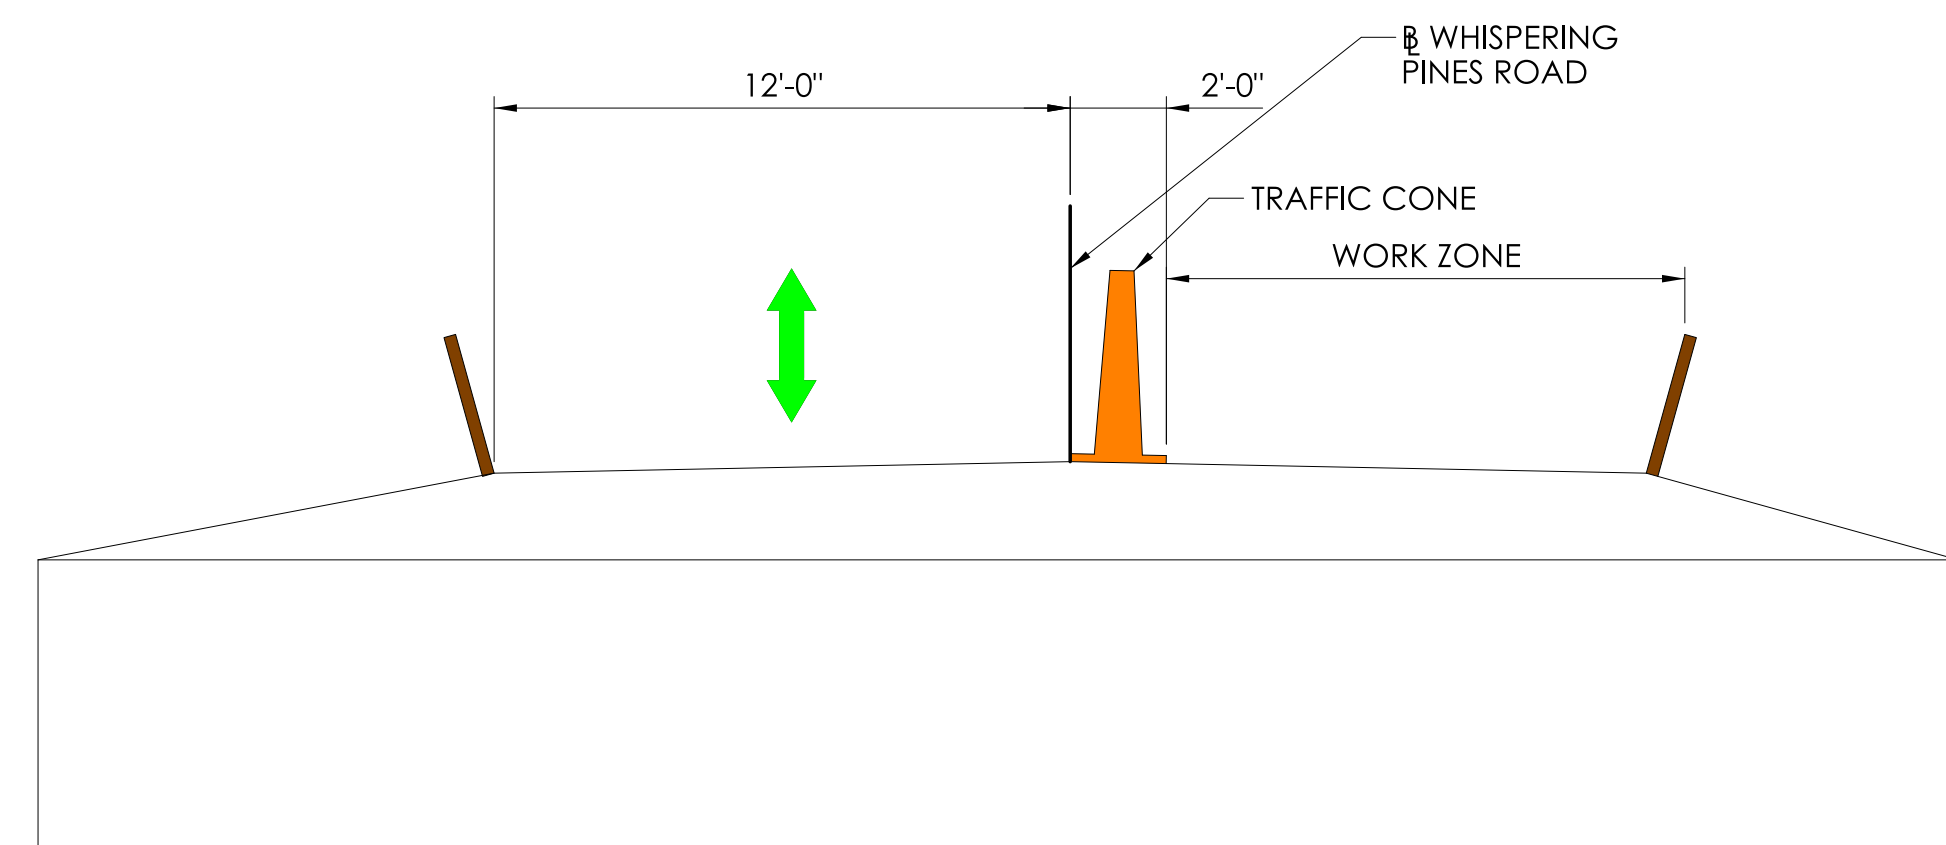 ℄ WHISPERING
PINES ROAD
12'-0"
2'-0"
TRAFFIC CONE
WORK ZONE